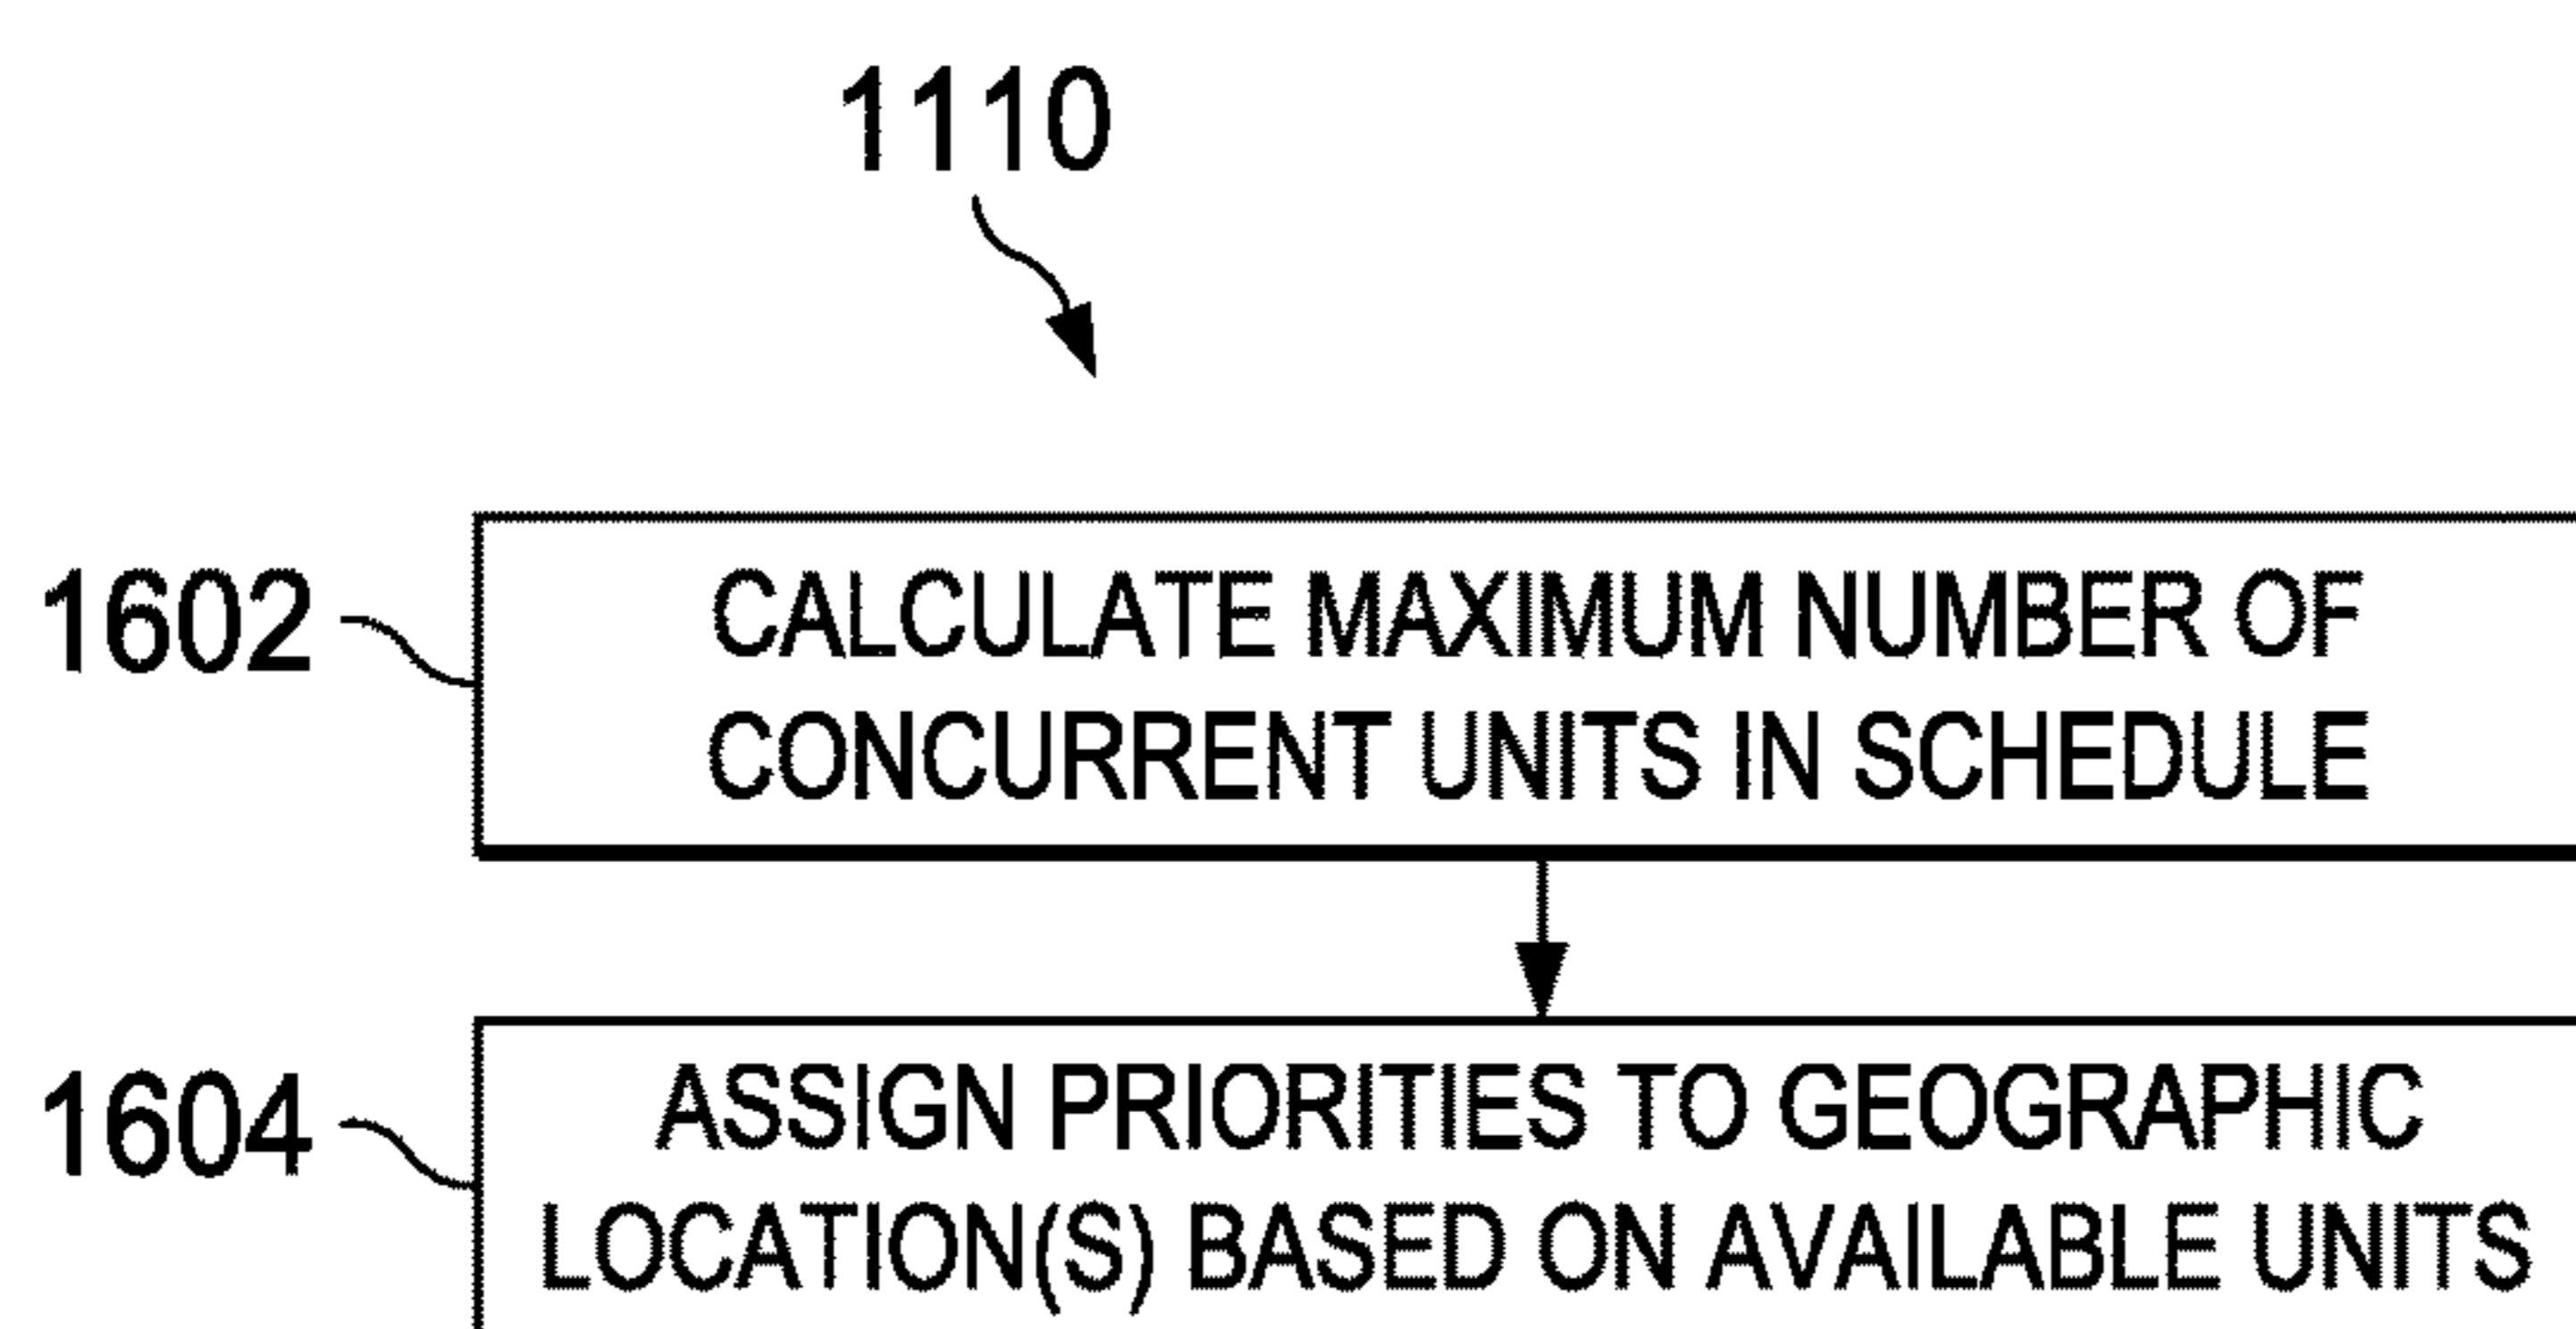 1110
1602
CALCULATE MAXIMUM NUMBER OF
CONCURRENT UNITS IN SCHEDULE
1604
ASSIGN PRIORITIES TO GEOGRAPHIC
LOCATION(S) BASED ON AVAILABLE UNITS